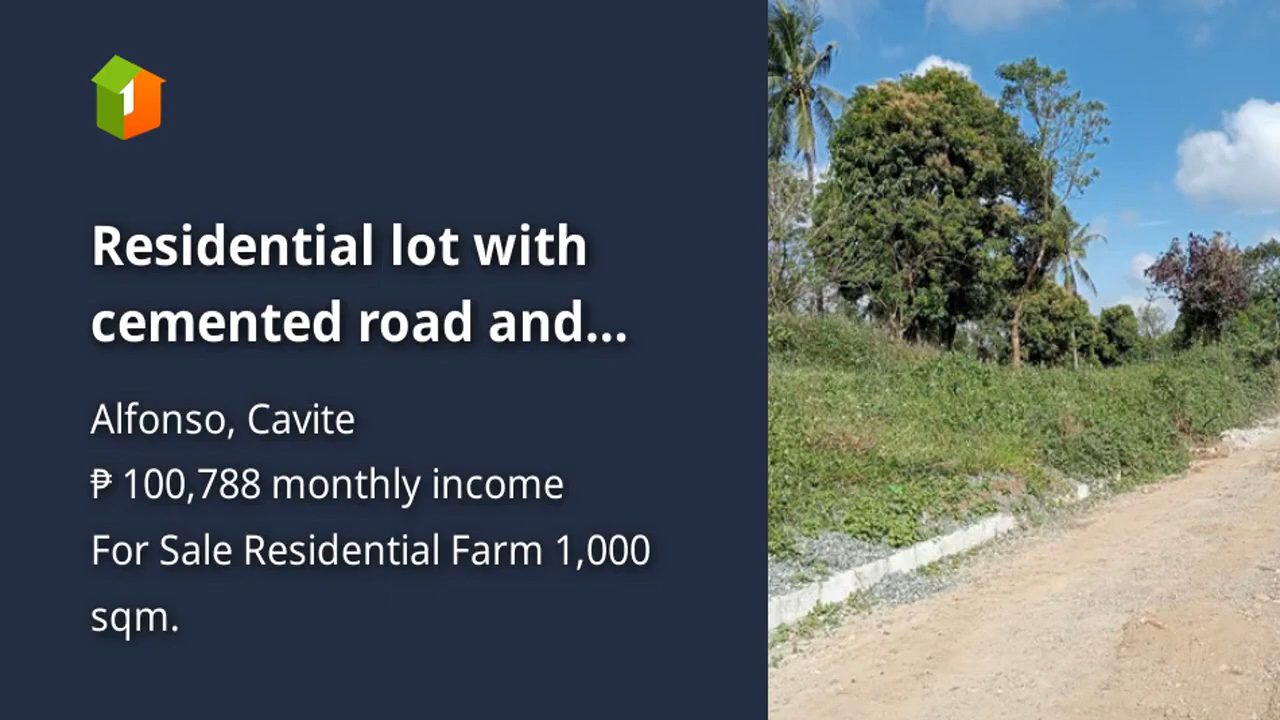 Residential lot with
cemented road and...
Alfonso, Cavite
₱ 100,788 monthly income
For Sale Residential Farm 1,000
sqm.